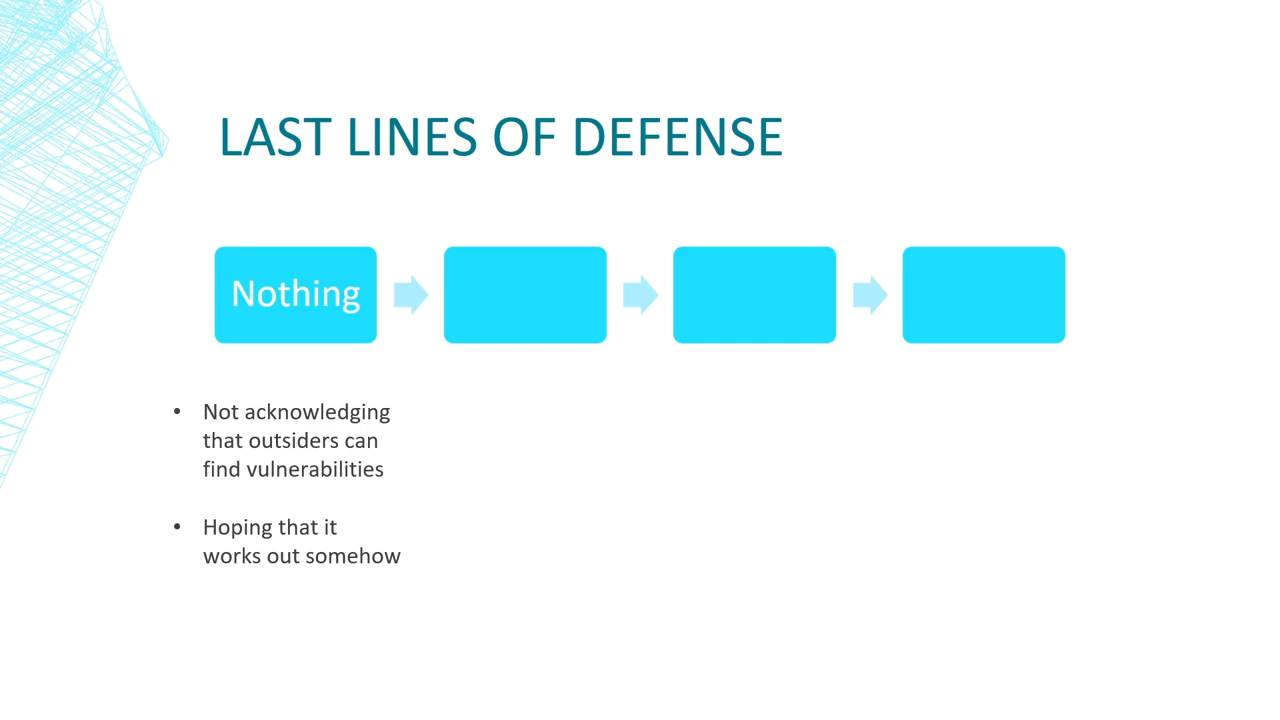 LAST LINES OF DEFENSE
Nothing
• Not acknowledging
that outsiders can
find vulnerabilities
• Hoping that it
works out somehow